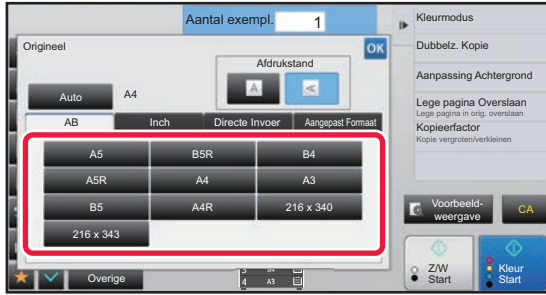 Aantal exempl. 1
Origineel
OK
Afdrukstand
A
A
Auto
A4
AB
Inch
Directe Invoer
Aangepast Formaat
A5
B5R
B4
A5R
A4
A3
B5
A4R
216 x 340
216 x 343
Overige
4 A3
Kleurmodus
Dubbelz. Kopie
Aanpassing Achtergrond
Lege pagina Overslaan
Lege pagina in orig. overslaan
Kopieerfactor
Kopie vergroten/verkleinen
Voorbeeld-
weergave
CA
Z/W
Start
Kleur
Start